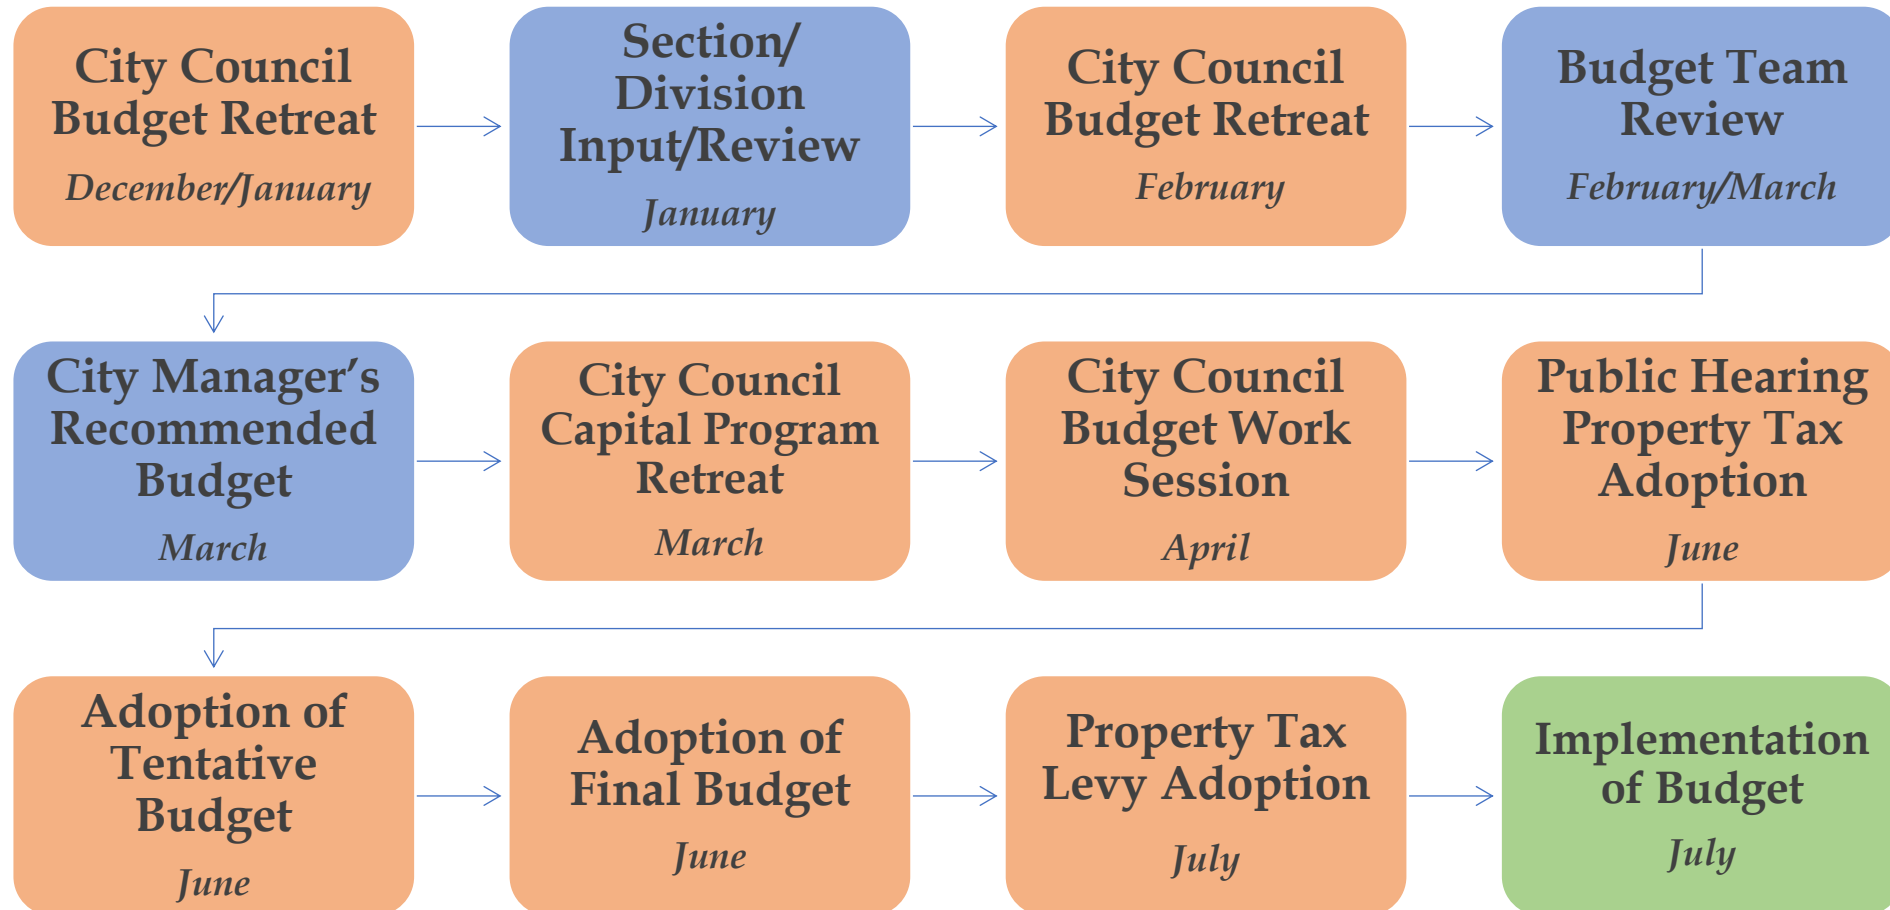 City Council
Budget Retreat
December/January
Section/
Division
Input/Review
January
City Council
Budget Retreat
February
Budget Team
Review
February/March
City Manager’s
Recommended
Budget
March
City Council
Capital Program
Retreat
March
City Council
Budget Work
Session
April
Public Hearing
Property Tax
Adoption
June
Adoption of
Tentative
Budget
June
Adoption of
Final Budget
June
Property Tax
Levy Adoption
July
Implementation
of Budget
July